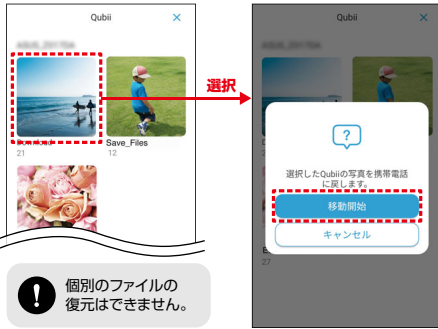 Qubii
×
Download
21
Save_Files
12
個別のファイルの
復元はできません。
選択
Qubii
×
選択したQubiiの写真を携帯電話
に戻します。
移動開始
キャンセル
27